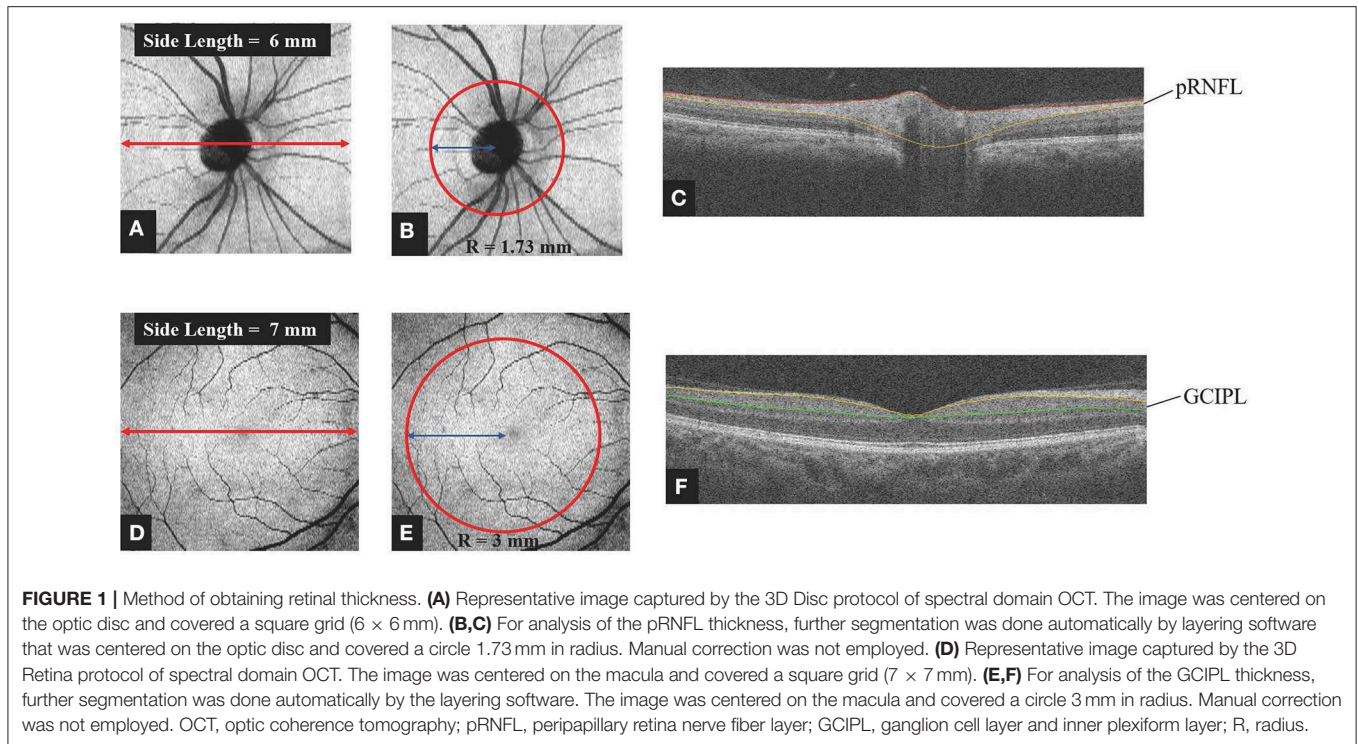 Side Length = 6 mm
A
B
R = 1.73 mm
C
pRNFL
Side Length = 7 mm
D
E
R = 3 mm
F
GCIPL
FIGURE 1 | Method of obtaining retinal thickness. (A) Representative image captured by the 3D Disc protocol of spectral domain OCT. The image was centered on
the optic disc and covered a square grid (6 × 6 mm). (B,C) For analysis of the pRNFL thickness, further segmentation was done automatically by layering software
that was centered on the optic disc and covered a circle 1.73 mm in radius. Manual correction was not employed. (D) Representative image captured by the 3D
Retina protocol of spectral domain OCT. The image was centered on the macula and covered a square grid (7 × 7 mm). (E,F) For analysis of the GCIPL thickness,
further segmentation was done automatically by the layering software. The image was centered on the macula and covered a circle 3 mm in radius. Manual correction
was not employed. OCT, optic coherence tomography; pRNFL, peripapillary retina nerve fiber layer; GCIPL, ganglion cell layer and inner plexiform layer; R, radius.